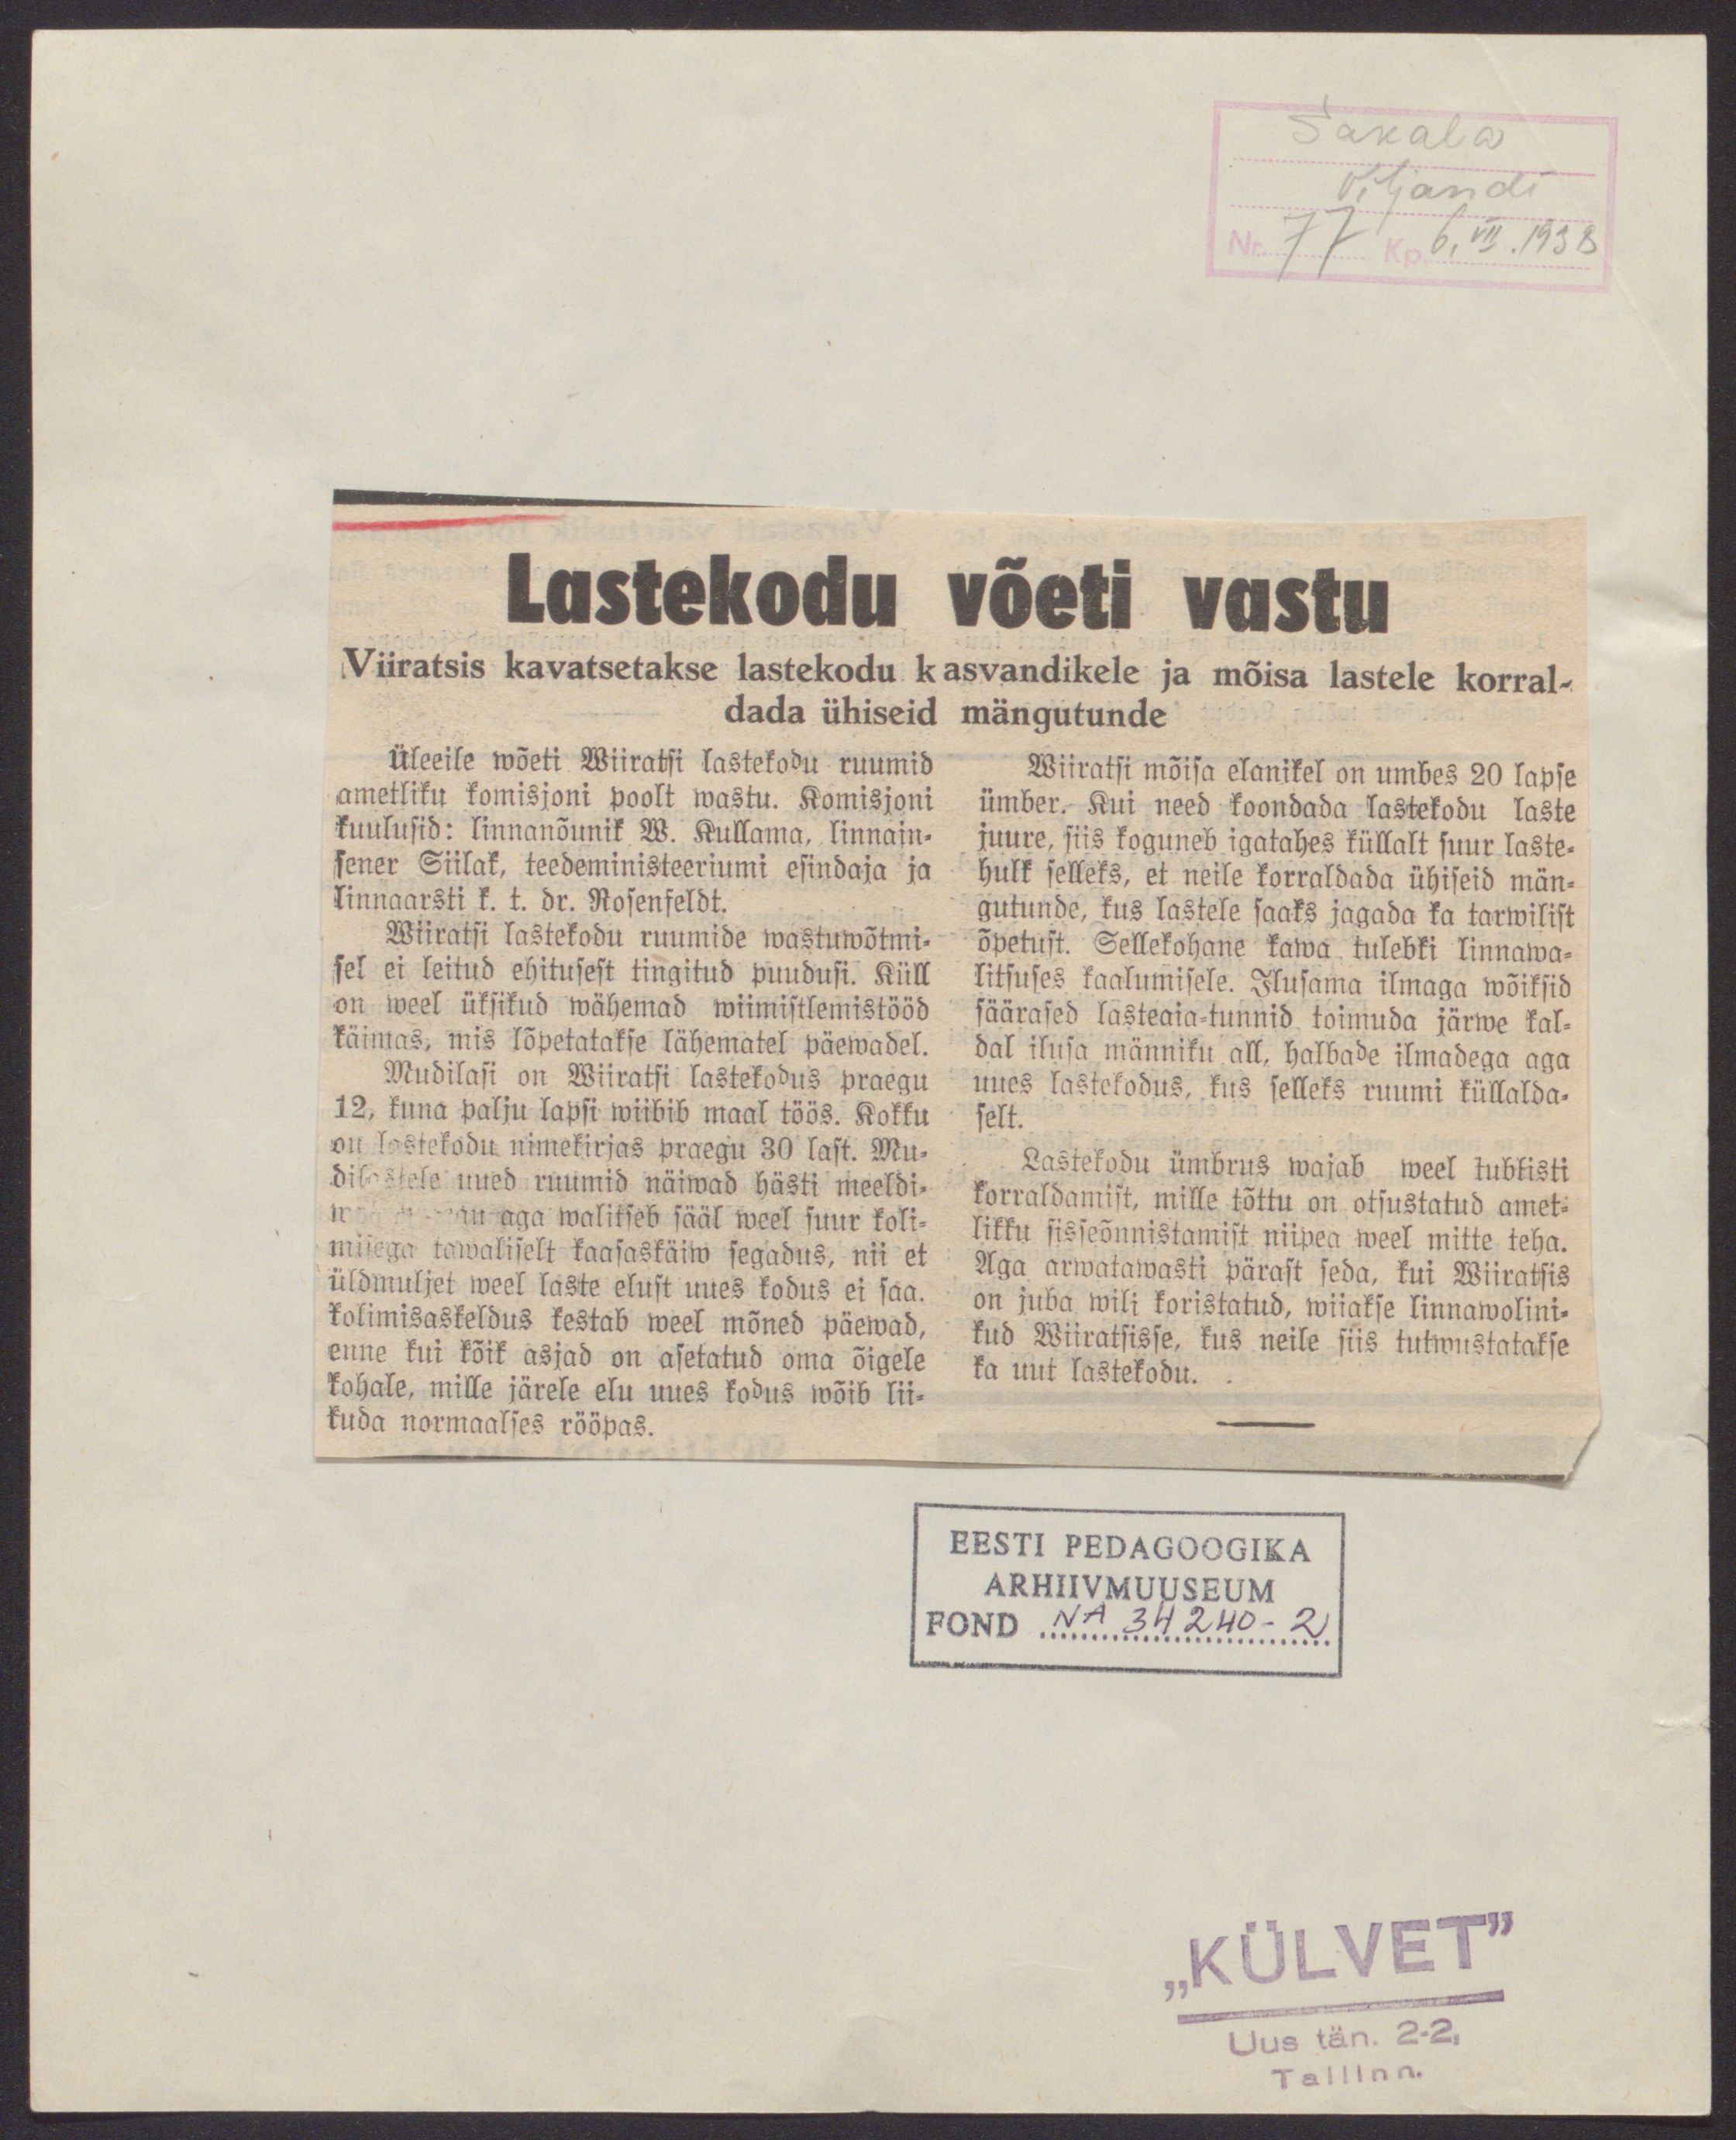 Sakala
Viljandi
Nr. 77 Kp. 6. VII. 1938
Lastekodu võeti vastu
Viiratsis kavatsetakse lastekodu kasvandikele ja mõisa lastele korral-
dada ühiseid mängutunde
Üleeile wõeti Wiiratsi lastekodu ruumid
ametliku komisjoni poolt wastu. Komisjoni
kuulusid: linnanõunik W. Kullama, linnain-
sener Siilak, teedeministeeriumi esindaja ja
linnaarsti k. t. dr. Rosenfeldt.
Wiiratsi lastekodu ruumide wastuwõtmi-
sel ei leitud ehitusest tingitud puudusi. Küll
on weel üksikud wähemad wiimistlemistööd
käimas, mis lõpetatakse lähematel päewadel.
Mudilasi on Wiiratsi lastekodus praegu
12, kuna palju lapsi wiibib maal töös. Kokku
on lastekodu nimekirjas praegu 30 last. Mu-
dilastele uued ruumid näiwad hästi meeldi-
aga walitseb sääl weel suur koli-
misega tawaliselt kaasaskäiw segadus, nii et
üldmuljet weel laste elust uues kodus ei saa.
kolimisaskeldus kestab weel mõned päewad,
enne kui kõik asjad on asetatud oma õigele
kohale, mille järele elu uues kodus wõib lii-
kuda normaalses rööpas.
Wiiratsi mõisa elanikel on umbes 20 lapse
ümber. Kui need koondada lastekodu laste
juure, siis koguneb igatahes küllalt suur laste-
hulk selleks, et neile korraldada ühiseid män-
gutunde, kus lastele saaks jagada ka tarwilist
õpetust. Sellekohane kawa tulebki linnawa-
litsuses kaalumisele. Ilusama ilmaga wõiksid
säärased lasteaia-tunnid toimuda järwe kal-
dal ilusa männiku all, halbade ilmadega aga
uues lastekodus, kus selleks ruumi küllalda-
selt.
Lastekodu ümbrus wajab weel tublisti
korraldamist, mille tõttu on otsustatud amet-
likku sisseõnnistamist niipea weel mitte teha.
Aga arwatawasti pärast seda, kui Wiiratsis
on juba wili koristatud, wiiakse linnawolini-
kud Wiiratsisse, kus neile siis tutwustatakse
ka uut lastekodu.
EESTI PEDAGOOGIKA
ARHIIVMUUSEUM
FOND NA 34240-2
„KÜLVET”
Uus tän. 2-2,
Tallinn.